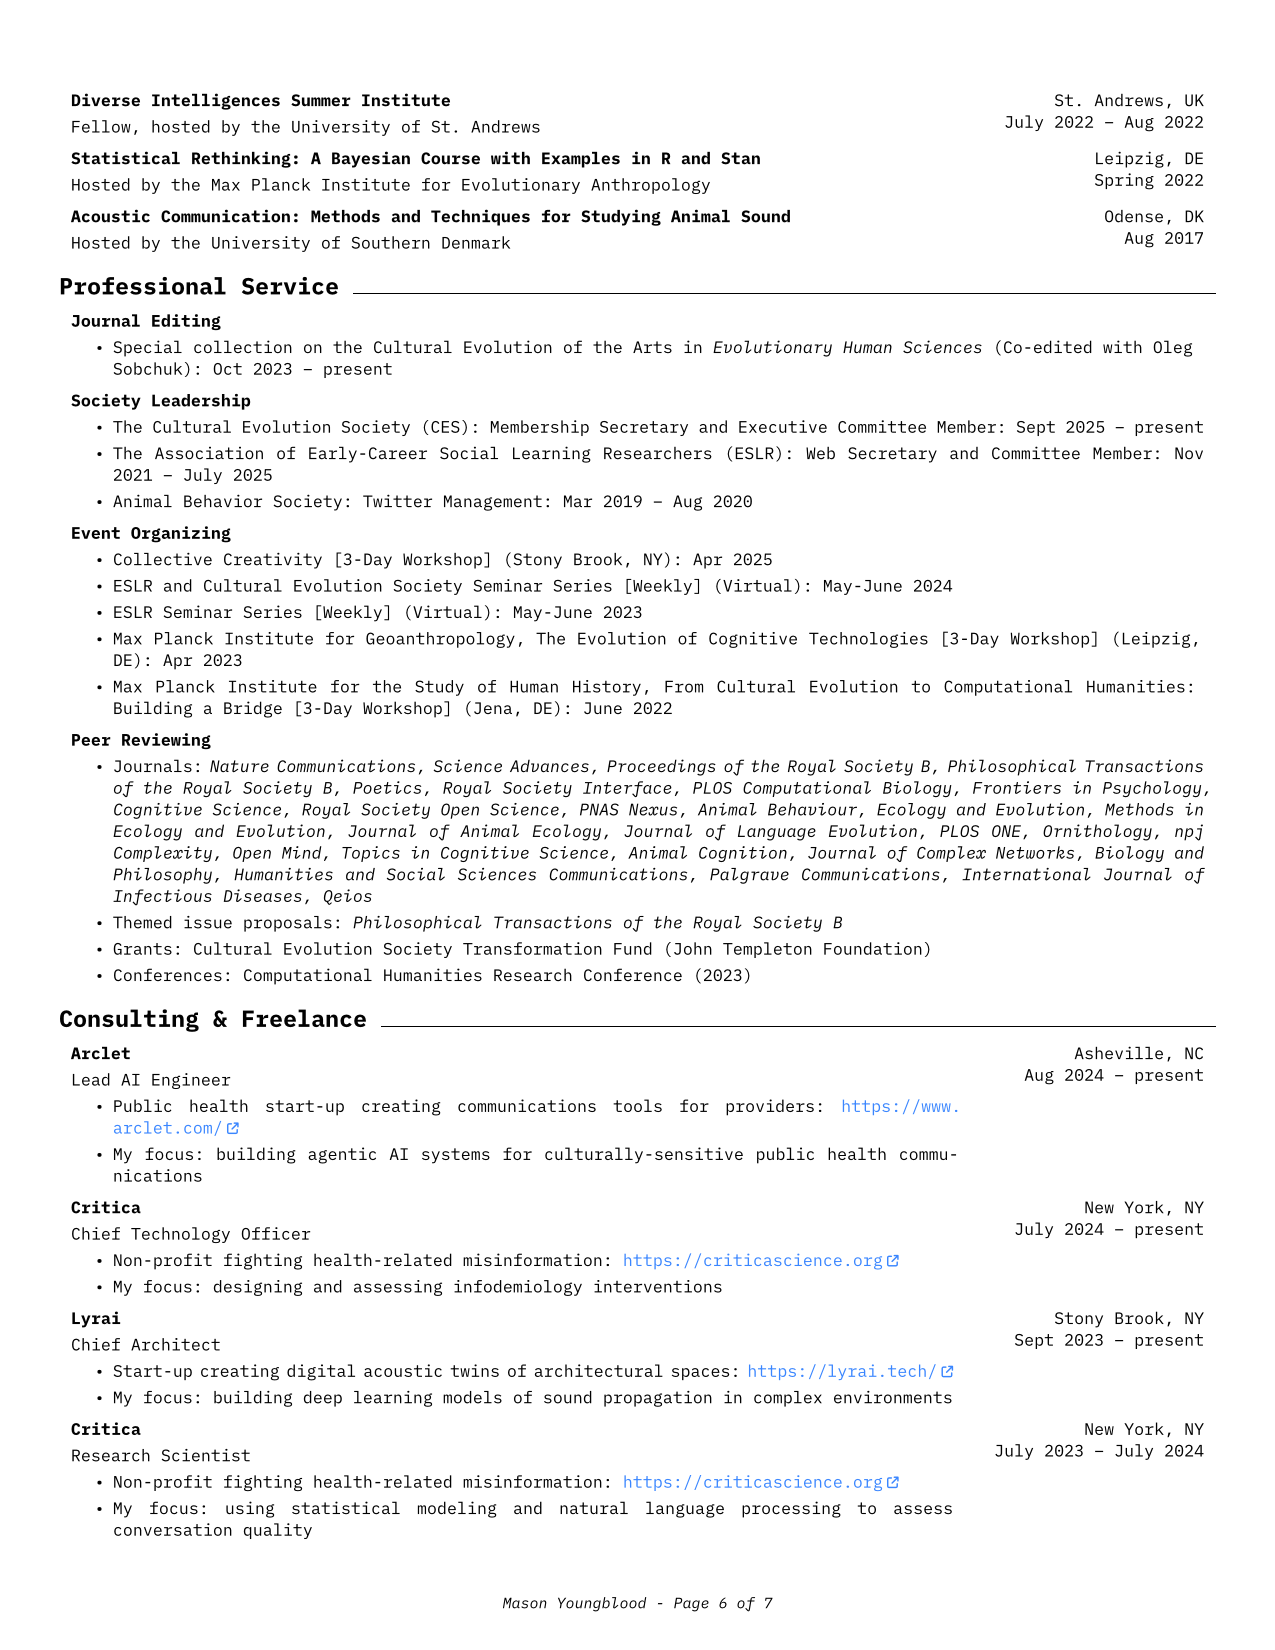 Diverse Intelligences Summer Institute St. Andrews, UK
Fellow, hosted by the University of St. Andrews July 2022 – Aug 2022
Statistical Rethinking: A Bayesian Course with Examples in R and Stan Leipzig, DE
Hosted by the Max Planck Institute for Evolutionary Anthropology Spring 2022
Acoustic Communication: Methods and Techniques for Studying Animal Sound Odense, DK
Hosted by the University of Southern Denmark Aug 2017
Professional Service
Journal Editing
• Special collection on the Cultural Evolution of the Arts in Evolutionary Human Sciences (Co-edited with Oleg
Sobchuk): Oct 2023 – present
Society Leadership
• The Cultural Evolution Society (CES): Membership Secretary and Executive Committee Member: Sept 2025 – present
• The Association of Early-Career Social Learning Researchers (ESLR): Web Secretary and Committee Member: Nov
2021 – July 2025
• Animal Behavior Society: Twitter Management: Mar 2019 – Aug 2020
Event Organizing
• Collective Creativity [3-Day Workshop] (Stony Brook, NY): Apr 2025
• ESLR and Cultural Evolution Society Seminar Series [Weekly] (Virtual): May-June 2024
• ESLR Seminar Series [Weekly] (Virtual): May-June 2023
• Max Planck Institute for Geoanthropology, The Evolution of Cognitive Technologies [3-Day Workshop] (Leipzig,
DE): Apr 2023
• Max Planck Institute for the Study of Human History, From Cultural Evolution to Computational Humanities:
Building a Bridge [3-Day Workshop] (Jena, DE): June 2022
Peer Reviewing
• Journals: Nature Communications, Science Advances, Proceedings of the Royal Society B, Philosophical Transactions
of the Royal Society B, Poetics, Royal Society Interface, PLOS Computational Biology, Frontiers in Psychology,
Cognitive Science, Royal Society Open Science, PNAS Nexus, Animal Behaviour, Ecology and Evolution, Methods in
Ecology and Evolution, Journal of Animal Ecology, Journal of Language Evolution, PLOS ONE, Ornithology, npj
Complexity, Open Mind, Topics in Cognitive Science, Animal Cognition, Journal of Complex Networks, Biology and
Philosophy, Humanities and Social Sciences Communications, Palgrave Communications, International Journal of
Infectious Diseases, Qeios
• Themed issue proposals: Philosophical Transactions of the Royal Society B
• Grants: Cultural Evolution Society Transformation Fund (John Templeton Foundation)
• Conferences: Computational Humanities Research Conference (2023)
Consulting & Freelance
Arclet Asheville, NC
Lead AI Engineer Aug 2024 – present
• Public health start-up creating communications tools for providers: https://www.
arclet.com/
• My focus: building agentic AI systems for culturally-sensitive public health commu-
nications
Critica New York, NY
Chief Technology Officer July 2024 – present
• Non-profit fighting health-related misinformation: https://criticascience.org
• My focus: designing and assessing infodemiology interventions
Lyrai Stony Brook, NY
Chief Architect Sept 2023 – present
• Start-up creating digital acoustic twins of architectural spaces: https://lyrai.tech/
• My focus: building deep learning models of sound propagation in complex environments
Critica New York, NY
Research Scientist July 2023 – July 2024
• Non-profit fighting health-related misinformation: https://criticascience.org
• My focus: using statistical modeling and natural language processing to assess
conversation quality
Mason Youngblood - Page 6 of 7